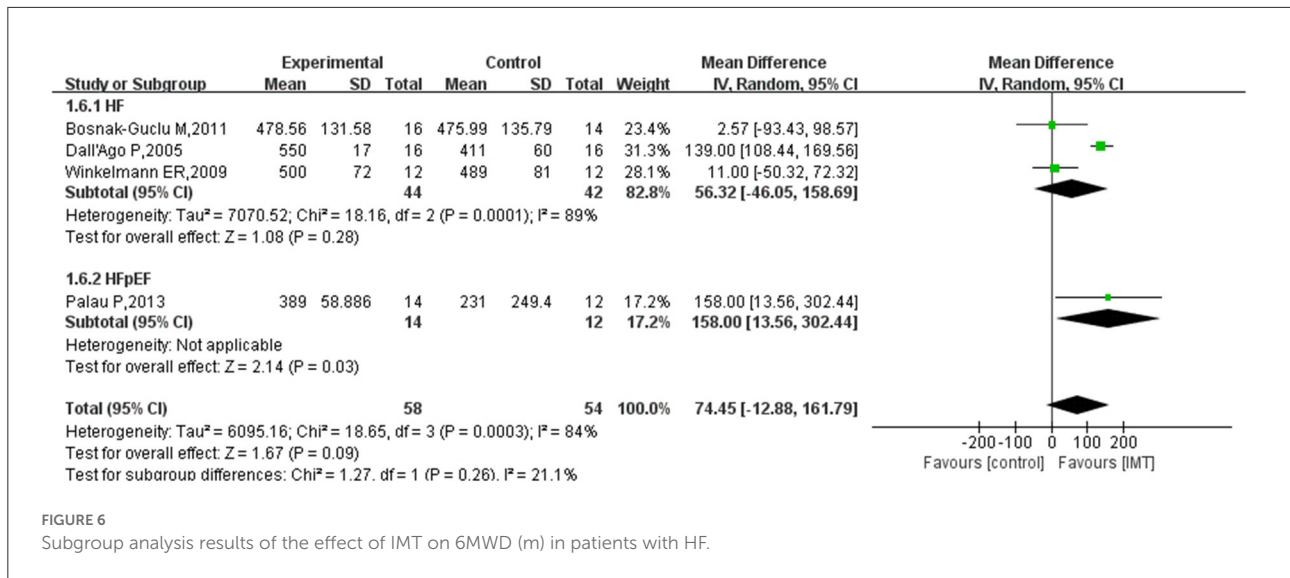 Experimental Control Mean Difference Mean Difference
Study or Subgroup Mean SD Total Mean SD Total Weight IV, Random, 95% CI IV, Random, 95% CI
1.6.1 HF
Bosnak-Guclu M,2011 478.56 131.58 16 475.99 135.79 14 23.4% 2.57 [-93.43, 98.57]
Dall'Ago P,2005 550 17 16 411 60 16 31.3% 139.00 [108.44, 169.56]
Winkelmann ER,2009 500 72 12 489 81 12 28.1% 11.00 [-50.32, 72.32]
Subtotal (95% CI) 44 42 82.8% 56.32 [-46.05, 158.69]
Heterogeneity: Tau² = 7070.52; Chi² = 18.16, df = 2 (P = 0.0001); I² = 89%
Test for overall effect: Z = 1.08 (P = 0.28)
1.6.2 HFpEF
Palau P,2013 389 58.886 14 231 249.4 12 17.2% 158.00 [13.56, 302.44]
Subtotal (95% CI) 14 12 17.2% 158.00 [13.56, 302.44]
Heterogeneity: Not applicable
Test for overall effect: Z = 2.14 (P = 0.03)
Total (95% CI) 58 54 100.0% 74.45 [-12.88, 161.79]
Heterogeneity: Tau² = 6095.16; Chi² = 18.65, df = 3 (P = 0.0003); I² = 84%
Test for overall effect: Z = 1.67 (P = 0.09)
Test for subgroup differences: Chi² = 1.27, df = 1 (P = 0.26), I² = 21.1%
-200 -100 0 100 200
Favours [control] Favours [IMT]
FIGURE 6
Subgroup analysis results of the effect of IMT on 6MWD (m) in patients with HF.